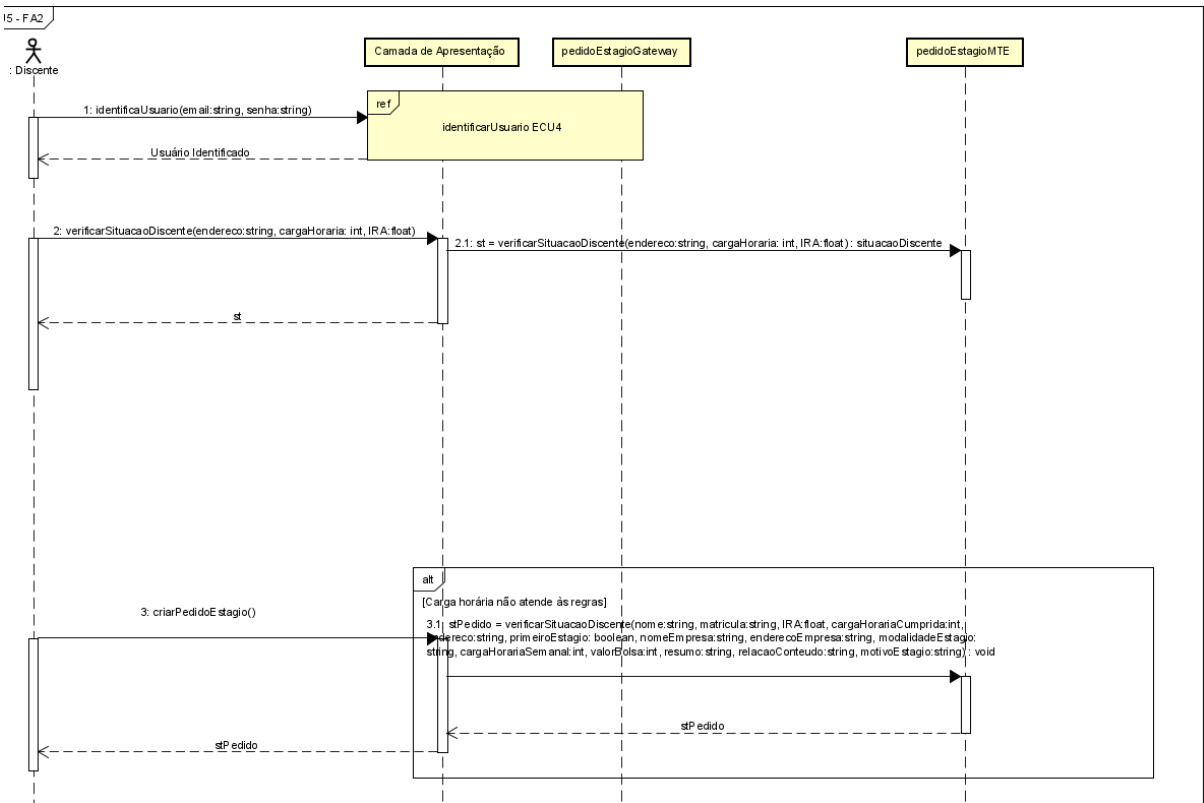 J5 - FA2
: Discente
Camada de Apresentação
pedidoEstagioGateway
pedidoEstagioMTE
1: identificaUsuario(email:string, senha:string)
ref
identificarUsuario ECU4
Usuário Identificado
2: verificarSituacaoDiscente(endereco:string, cargaHoraria: int, IRA:float)
2.1: st = verificarSituacaoDiscente(endereco:string, cargaHoraria: int, IRA:float) : situacaoDiscente
st
alt
[Carga horária não atende às regras]
3: criarPedidoEstagio()
3.1: stPedido = verificarSituacaoDiscente(nome:string, matricula:string, IRA:float, cargaHorariaCumprida:int,
endereco:string, primeiroEstagio: boolean, nomeEmpresa:string, enderecoEmpresa:string, modalidadeEstagio:
string, cargaHorariaSemanal:int, valorBolsa:int, resumo:string, relacaoConteudo:string, motivoEstagio:string) : void
stPedido
stPedido